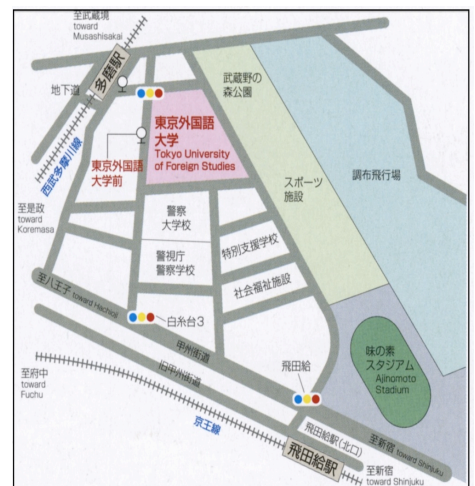 至武蔵境
toward
Musashisakai
多磨駅
地下道
西武多摩川線
武蔵野の
森公園
東京外国語
大学
Tokyo University
of Foreign Studies
東京外国語
大学前
スポーツ
施設
調布飛行場
至是政
toward
Koremasa
警察
大学校
特別支援学校
警視庁
警察学校
社会福祉施設
至八王子 toward Hachioji
白糸台3
甲州街道
旧甲州街道
飛田給
味の素
スタジアム
Ajinomoto
Stadium
至府中
toward
Fuchu
京王線
飛田給駅(北口)
飛田給駅
至新宿 toward Shinjuku
至新宿
toward Shinjuku